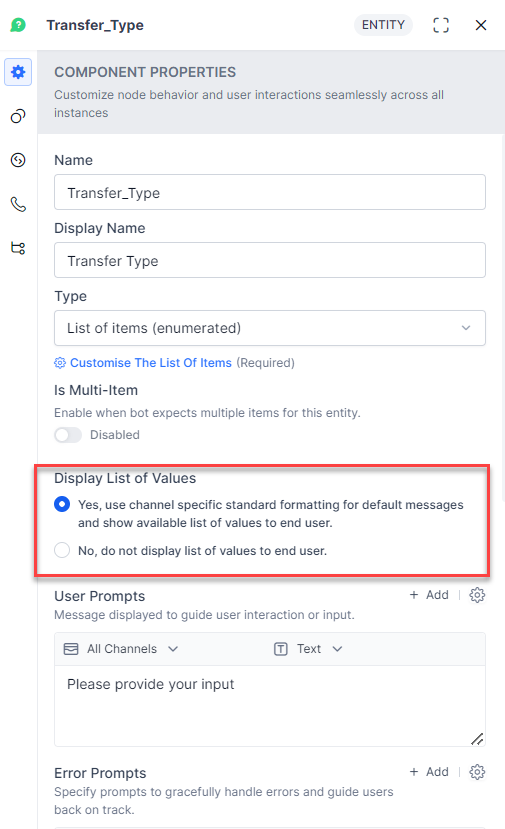 Transfer_Type
ENTITY
COMPONENT PROPERTIES
Customize node behavior and user interactions seamlessly across all
instances
Name
Transfer_Type
Display Name
Transfer Type
Type
List of items (enumerated)
Customise The List Of Items (Required)
Is Multi-Item
Enable when bot expects multiple items for this entity.
Disabled
Display List of Values
Yes, use channel specific standard formatting for default messages
and show available list of values to end user.
No, do not display list of values to end user.
User Prompts
+ Add
Message displayed to guide user interaction or input.
All Channels
Text
Please provide your input
Error Prompts
+ Add
Specify prompts to gracefully handle errors and guide users
back on track.